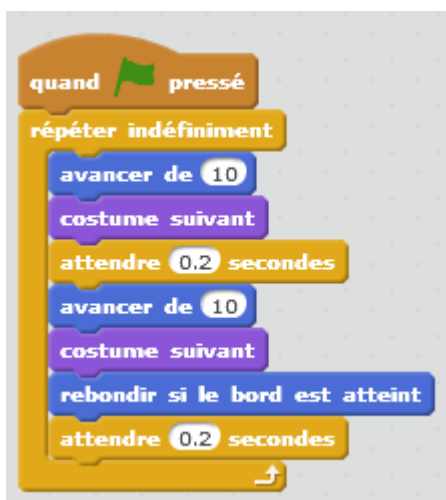 quand pressé
répéter indéfiniment
avancer de 10
costume suivant
attendre 0.2 secondes
avancer de 10
costume suivant
rebondir si le bord est atteint
attendre 0.2 secondes